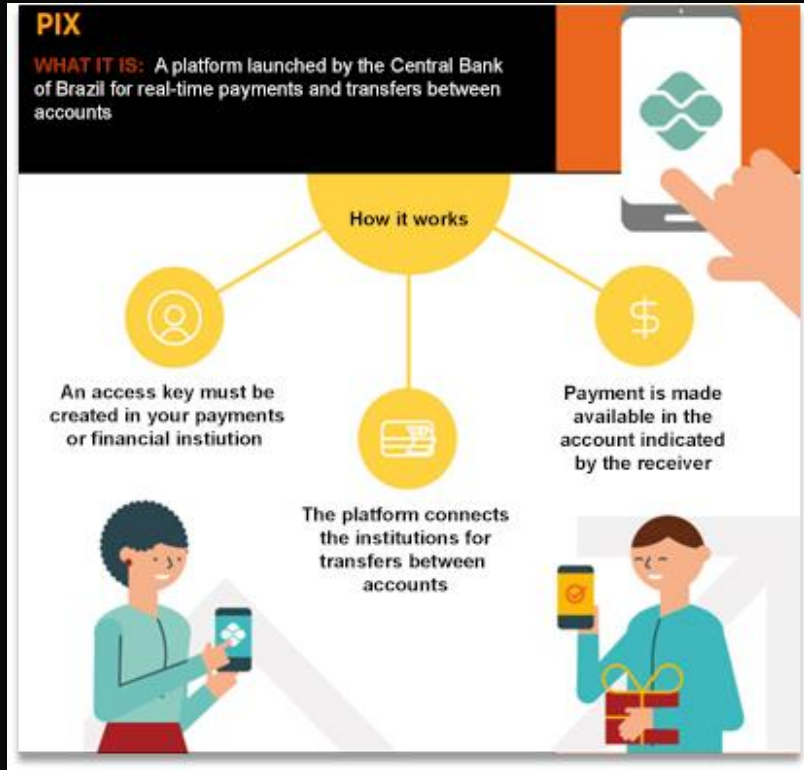 PIX
WHAT IT IS: A platform launched by the Central Bank
of Brazil for real-time payments and transfers between
accounts
How it works
An access key must be
created in your payments
or financial instiution
The platform connects
the institutions for
transfers between
accounts
$
Payment is made
available in the
account indicated
by the receiver